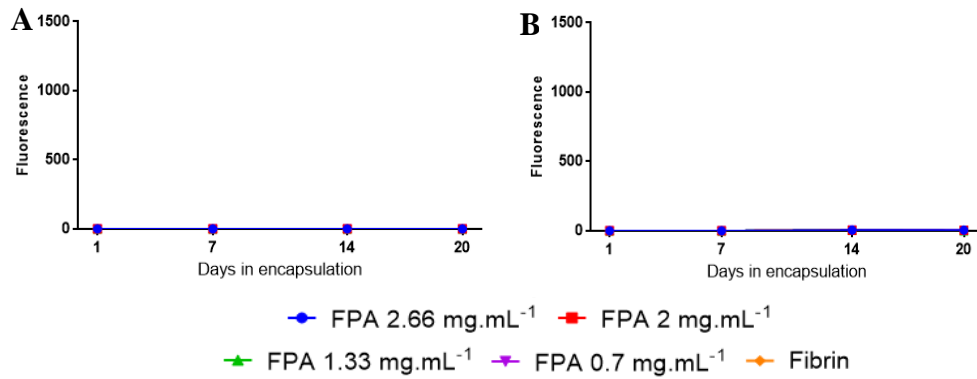 A
B
1500
1000
500
0
Fluorescence
1 7 14 20
Days in encapsulation
1500
1000
500
0
Fluorescence
1 7 14 20
Days in encapsulation
FPA 2.66 mg.mL⁻¹ FPA 2 mg.mL⁻¹
FPA 1.33 mg.mL⁻¹ FPA 0.7 mg.mL⁻¹ Fibrin